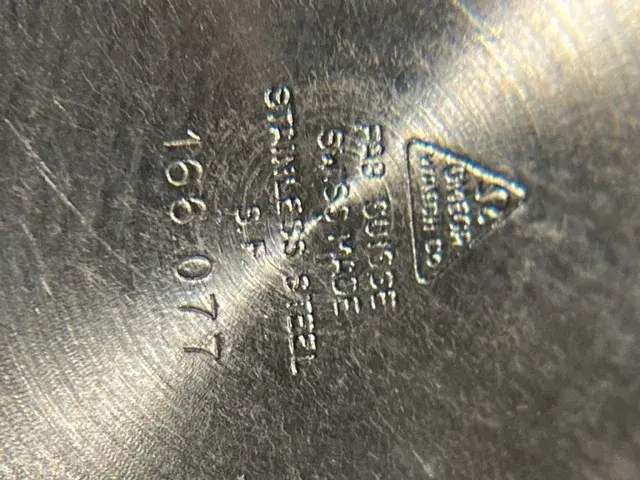 Ω
OMEGA
WATCH CO
FAB. SUISSE
SWISS MADE
STAINLESS STEEL
S.F
166 077